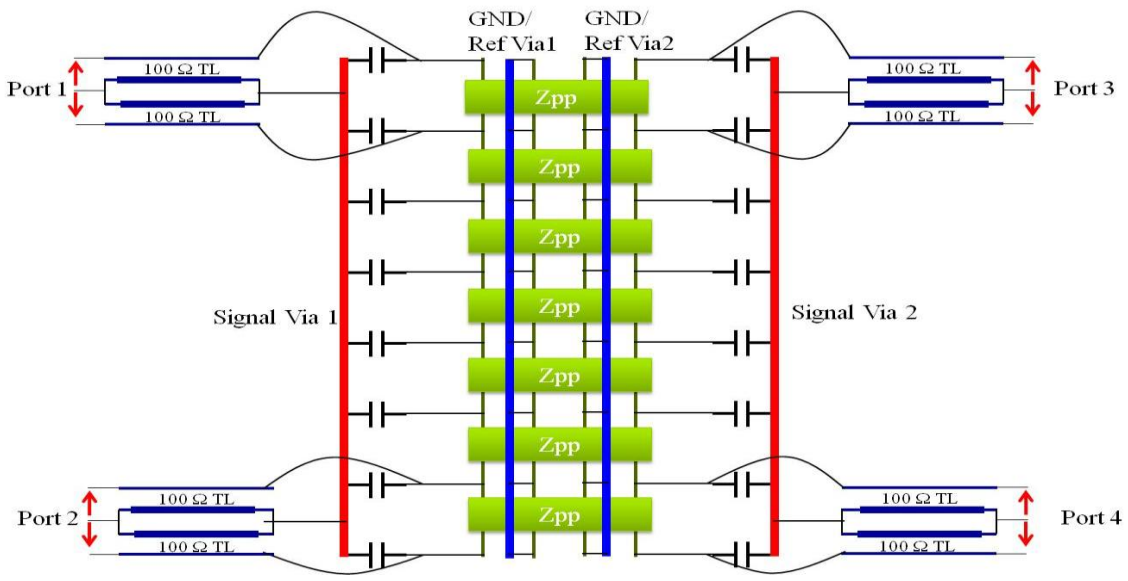 GND/ GND/
Ref Via1 Ref Via2
100 Ω TL 100 Ω TL
Port 1 Zpp Port 3
100 Ω TL 100 Ω TL
Zpp
Zpp
Signal Via 1 Zpp Signal Via 2
Zpp
Zpp
100 Ω TL 100 Ω TL
Port 2 Zpp Port 4
100 Ω TL 100 Ω TL